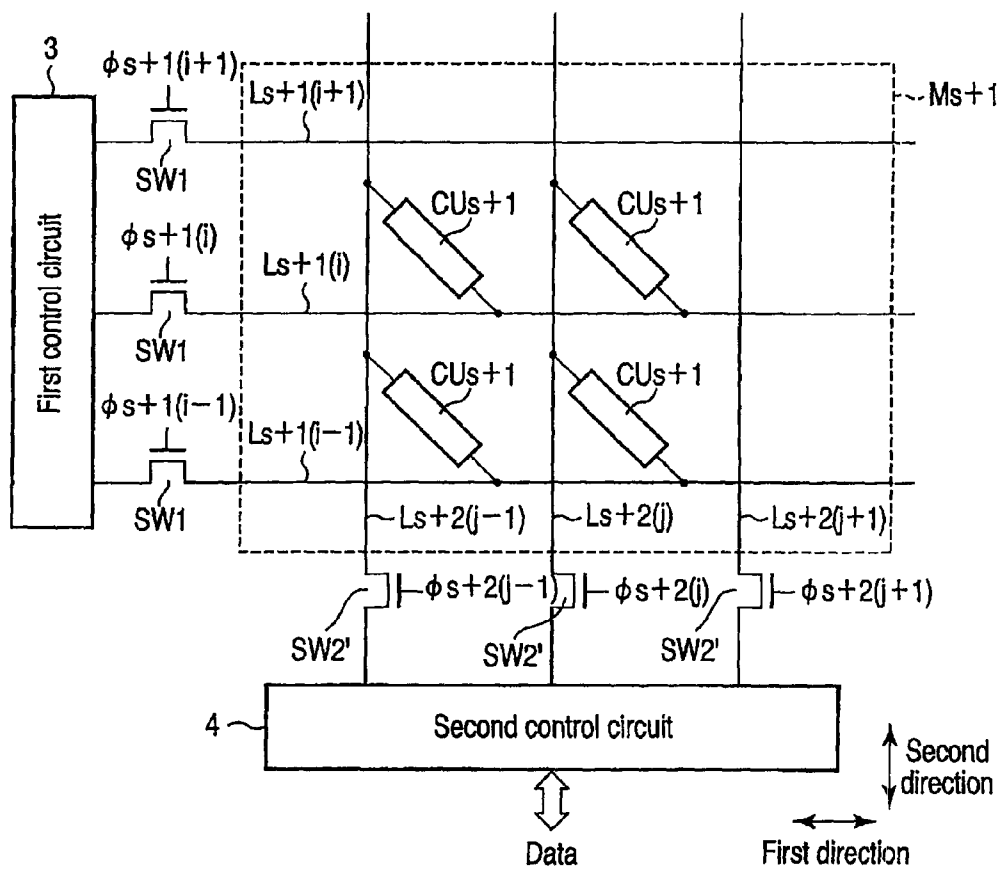 3
ϕs+1(i+1)
Ls+1(i+1)
Ms+1
SW1
CUs+1
CUs+1
ϕs+1(i)
Ls+1(i)
First control circuit
SW1
CUs+1
CUs+1
ϕs+1(i−1)
Ls+1(i−1)
SW1
Ls+2(j−1)
Ls+2(j)
Ls+2(j+1)
ϕs+2(j−1)
ϕs+2(j)
ϕs+2(j+1)
SW2'
SW2'
SW2'
4
Second control circuit
Second
direction
Data
First direction